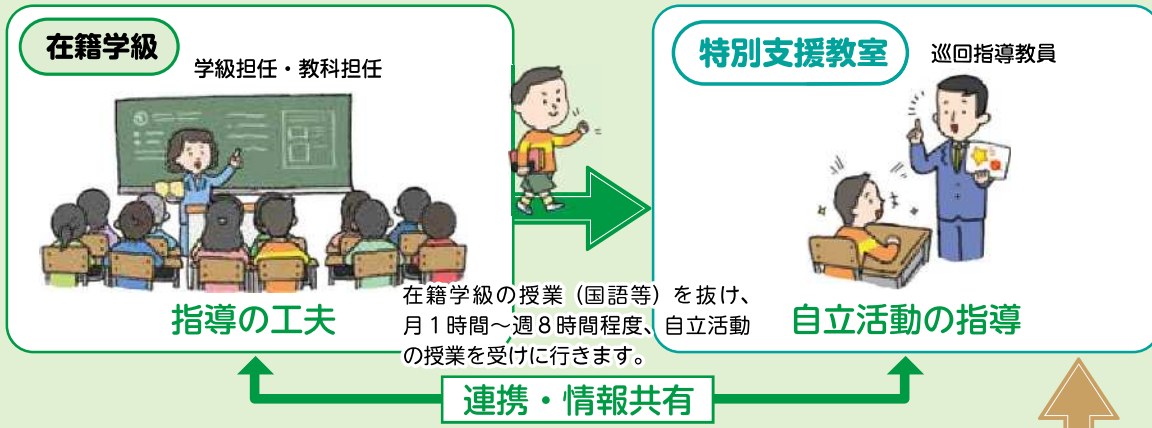 在籍学級
学級担任・教科担任
指導の工夫
在籍学級の授業（国語等）を抜け、
月１時間～週８時間程度、自立活動
の授業を受けに行きます。
特別支援教室
巡回指導教員
自立活動の指導
連携・情報共有